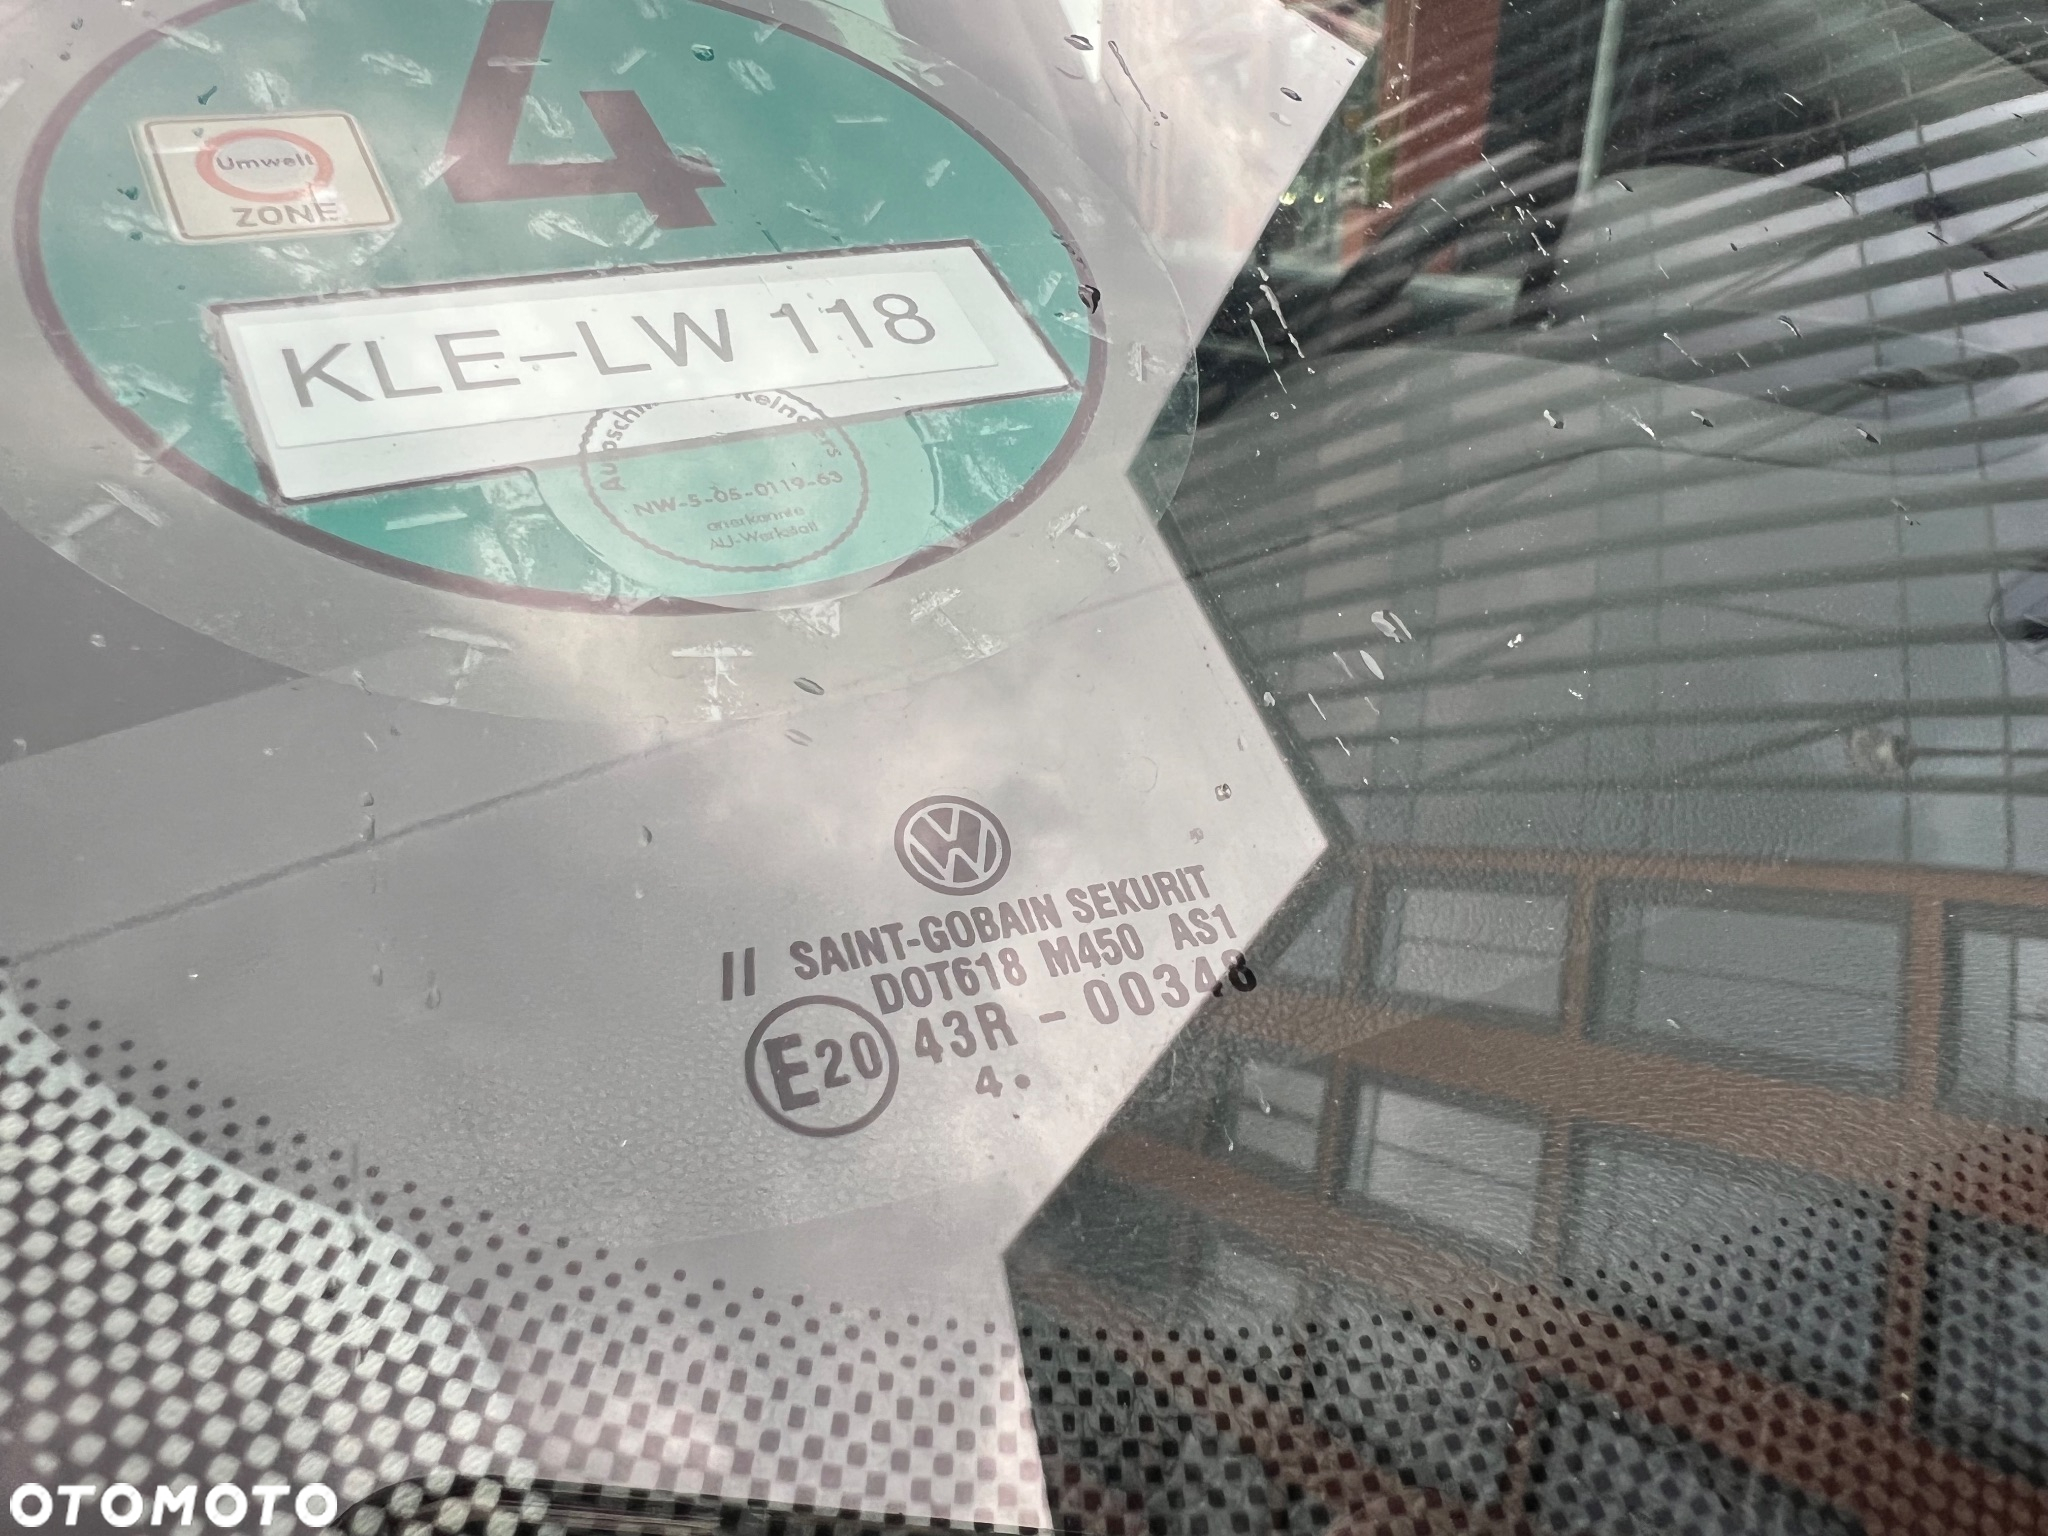 4
Umwelt
ZONE
KLE-LW 118
NW-5-05-0119-63
anerkannte
AU-Werkstatt
SAINT-GOBAIN SEKURIT
II DOT618 M450 AS1
E20 43R - 00348
4 .
OTOMOTO